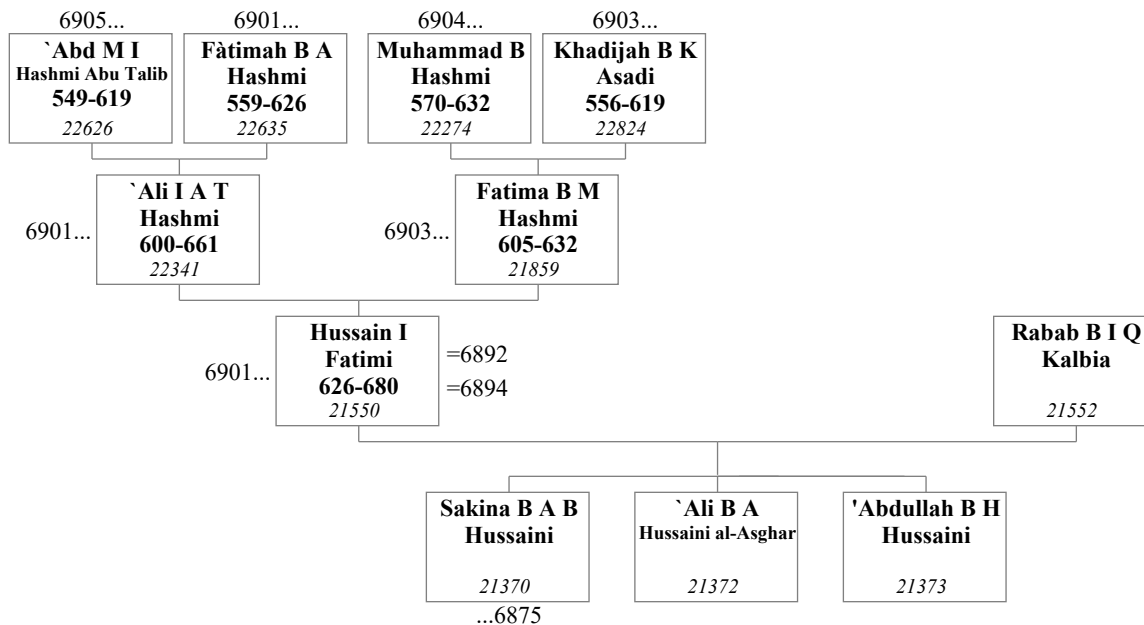 6905...
`Abd M I
Hashmi Abu Talib
549-619
22626
6901...
Fàtimah B A
Hashmi
559-626
22635
6904...
Muhammad B
Hashmi
570-632
22274
6903...
Khadijah B K
Asadi
556-619
22824
6901...
`Ali I A T
Hashmi
600-661
22341
6903...
Fatima B M
Hashmi
605-632
21859
6901...
Hussain I
Fatimi
626-680
21550
=6892
=6894
Rabab B I Q
Kalbia
21552
Sakina B A B
Hussaini
21370
...6875
`Ali B A
Hussaini al-Asghar
21372
'Abdullah B H
Hussaini
21373